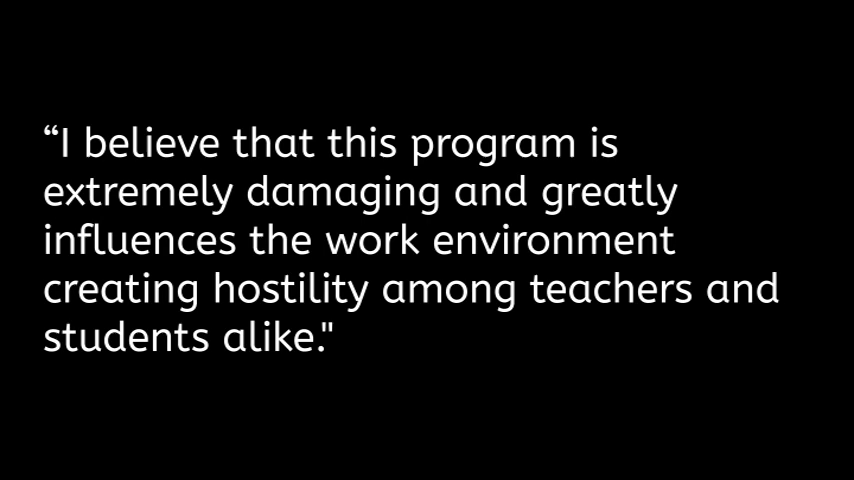 “I believe that this program is
extremely damaging and greatly
influences the work environment
creating hostility among teachers and
students alike."